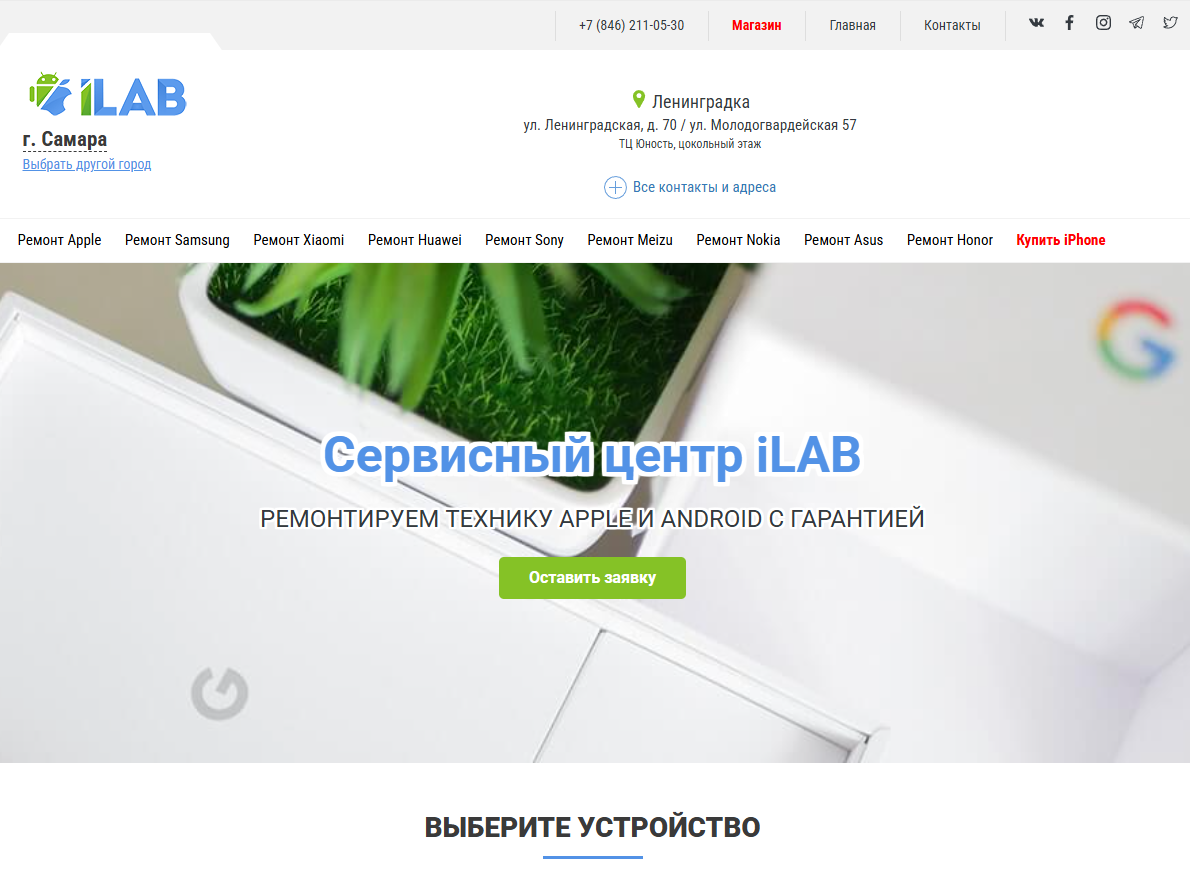 +7 (846) 211-05-30
Магазин
Главная
Контакты
iLAB
г. Самара
Выбрать другой город
Ленинградка
ул. Ленинградская, д. 70 / ул. Молодогвардейская 57
ТЦ Юность, цокольный этаж
Все контакты и адреса
Ремонт Apple Ремонт Samsung Ремонт Xiaomi Ремонт Huawei Ремонт Sony Ремонт Meizu Ремонт Nokia Ремонт Asus Ремонт Honor Купить iPhone
G
Сервисный центр iLAB
РЕМОНТИРУЕМ ТЕХНИКУ APPLE И ANDROID С ГАРАНТИЕЙ
Оставить заявку
G
ВЫБЕРИТЕ УСТРОЙСТВО